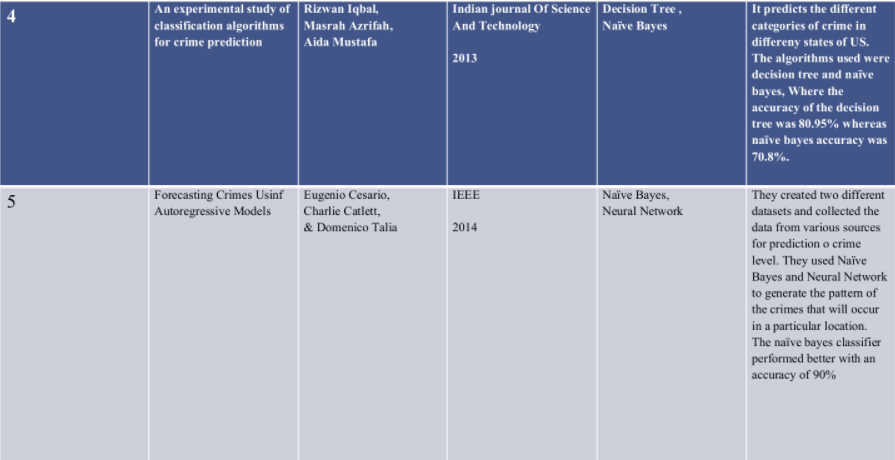 4
An experimental study of
classification algorithms
for crime prediction
Rizwan Iqbal,
Masrah Azrifah,
Aida Mustafa
Indian journal Of Science
And Technology
2013
Decision Tree ,
Naïve Bayes
It predicts the different
categories of crime in
differeny states of US.
The algorithms used were
decision tree and naïve
bayes, Where the
accuracy of the decision
tree was 80.95% whereas
naïve bayes accuracy was
70.8%.
5
Forecasting Crimes Usinf
Autoregressive Models
Eugenio Cesario,
Charlie Catlett,
& Domenico Talia
IEEE
2014
Naïve Bayes,
Neural Network
They created two different
datasets and collected the
data from various sources
for prediction o crime
level. They used Naïve
Bayes and Neural Network
to generate the pattern of
the crimes that will occur
in a particular location.
The naïve bayes classifier
performed better with an
accuracy of 90%